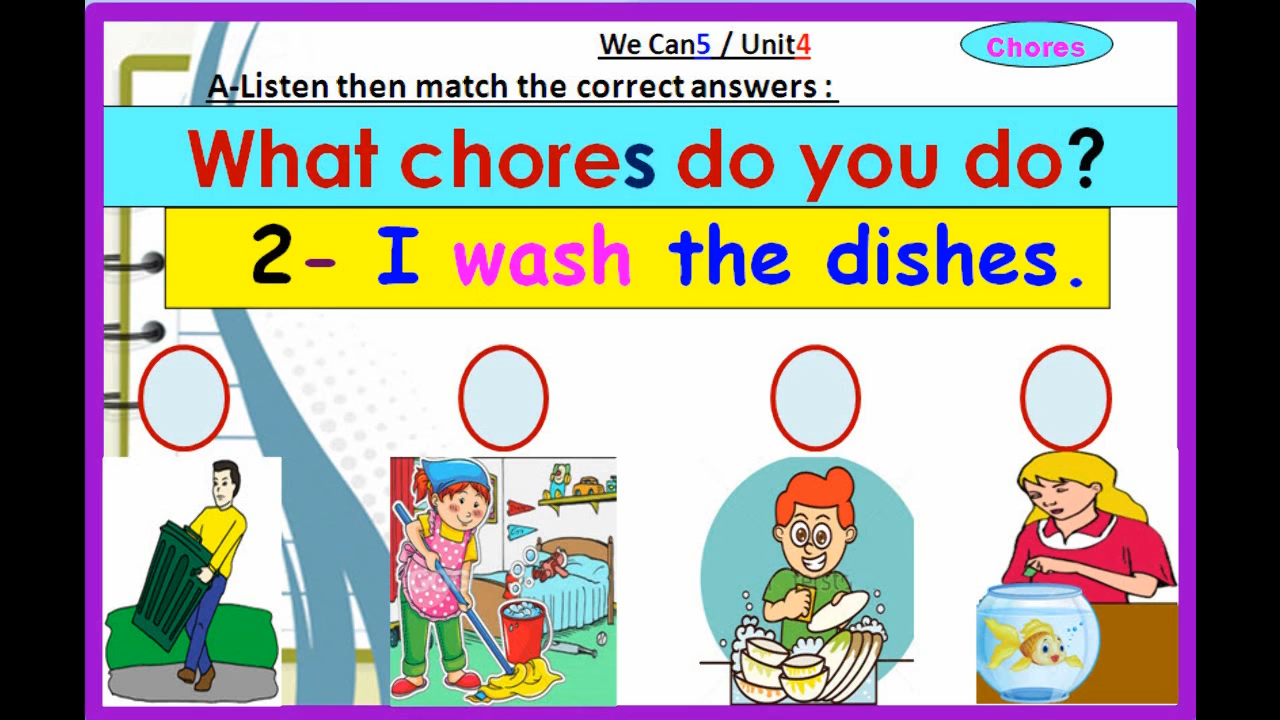 We Can5 / Unit4
Chores
A-Listen then match the correct answers :
What chores do you do?
2- I wash the dishes.